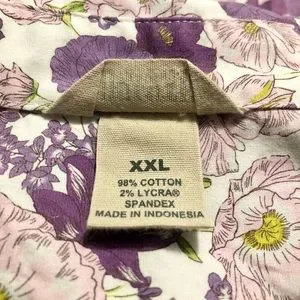 XXL
98% COTTON
2% LYCRA®
SPANDEX
MADE IN INDONESIA